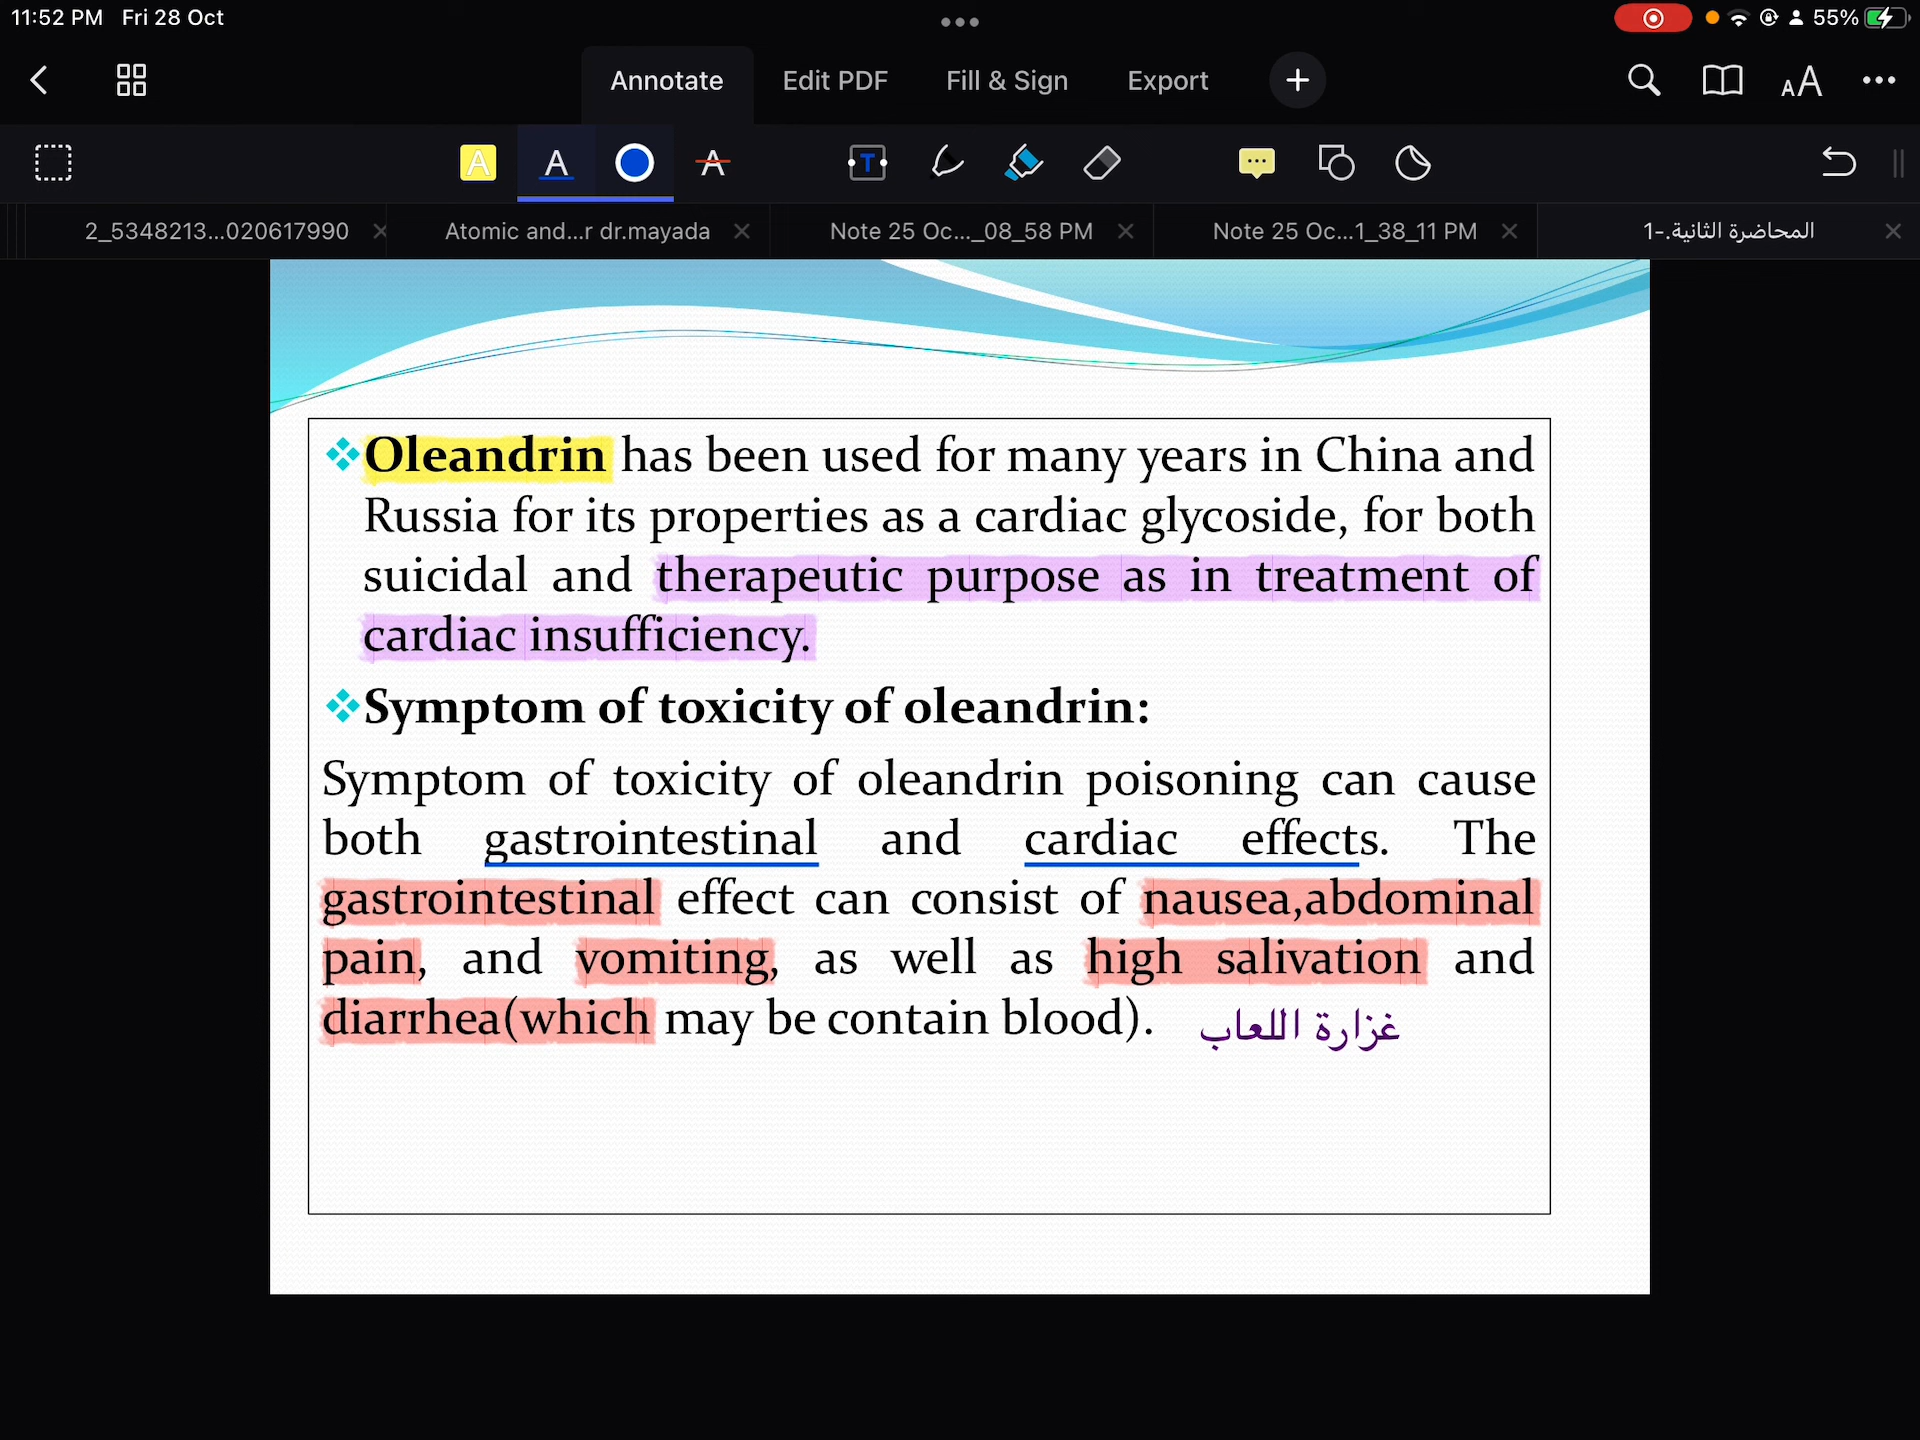 11:52 PM Fri 28 Oct
55%
Annotate Edit PDF Fill & Sign Export
AA
A A A T
2_5348213...020617990 Atomic and...r dr.mayada Note 25 Oc..._08_58 PM Note 25 Oc...1_38_11 PM المحاضرة الثانية.-1
Oleandrin has been used for many years in China and
Russia for its properties as a cardiac glycoside, for both
suicidal and therapeutic purpose as in treatment of
cardiac insufficiency.
Symptom of toxicity of oleandrin:
Symptom of toxicity of oleandrin poisoning can cause
both gastrointestinal and cardiac effects. The
gastrointestinal effect can consist of nausea,abdominal
pain, and vomiting, as well as high salivation and
diarrhea(which may be contain blood).
غزارة اللعاب